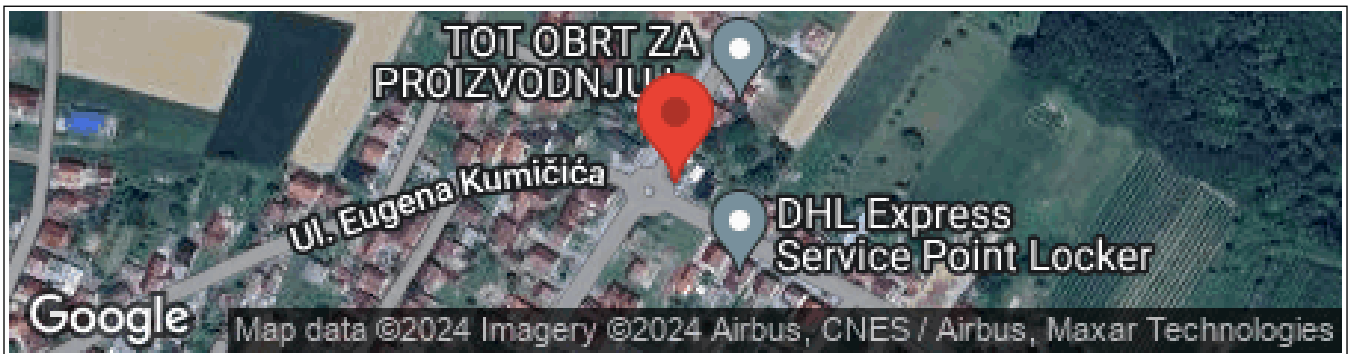 TOT OBRT ZA
PROIZVODNJU I
Ul. Eugena Kumičića
DHL Express
Service Point Locker
Google
Map data ©2024 Imagery ©2024 Airbus, CNES / Airbus, Maxar Technologies